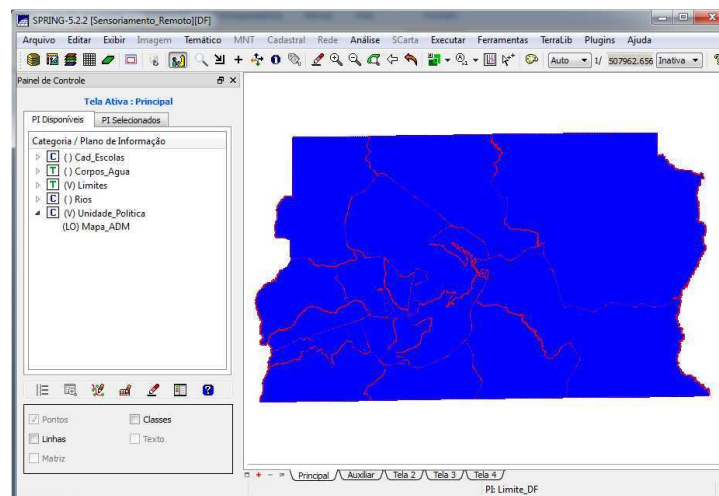 SPRING-5.2.2 [Sensoriamento_Remoto][DF]
Arquivo Editar Exibir Imagem Temático MNT Cadastral Rede Análise SCarta Executar Ferramentas TerraLib Plugins Ajuda
Auto 1/ 507962.656 Inativa
Painel de Controle
Tela Ativa : Principal
PI Disponíveis PI Selecionados
Categoria / Plano de Informação
C () Cad_Escolas
T () Corpos_Agua
T (V) Limites
C () Rios
C (V) Unidade_Politica
(LO) Mapa_ADM
Pontos Classes
Linhas Texto
Matriz
Principal Auxiliar Tela 2 Tela 3 Tela 4
PI: Limite_DF